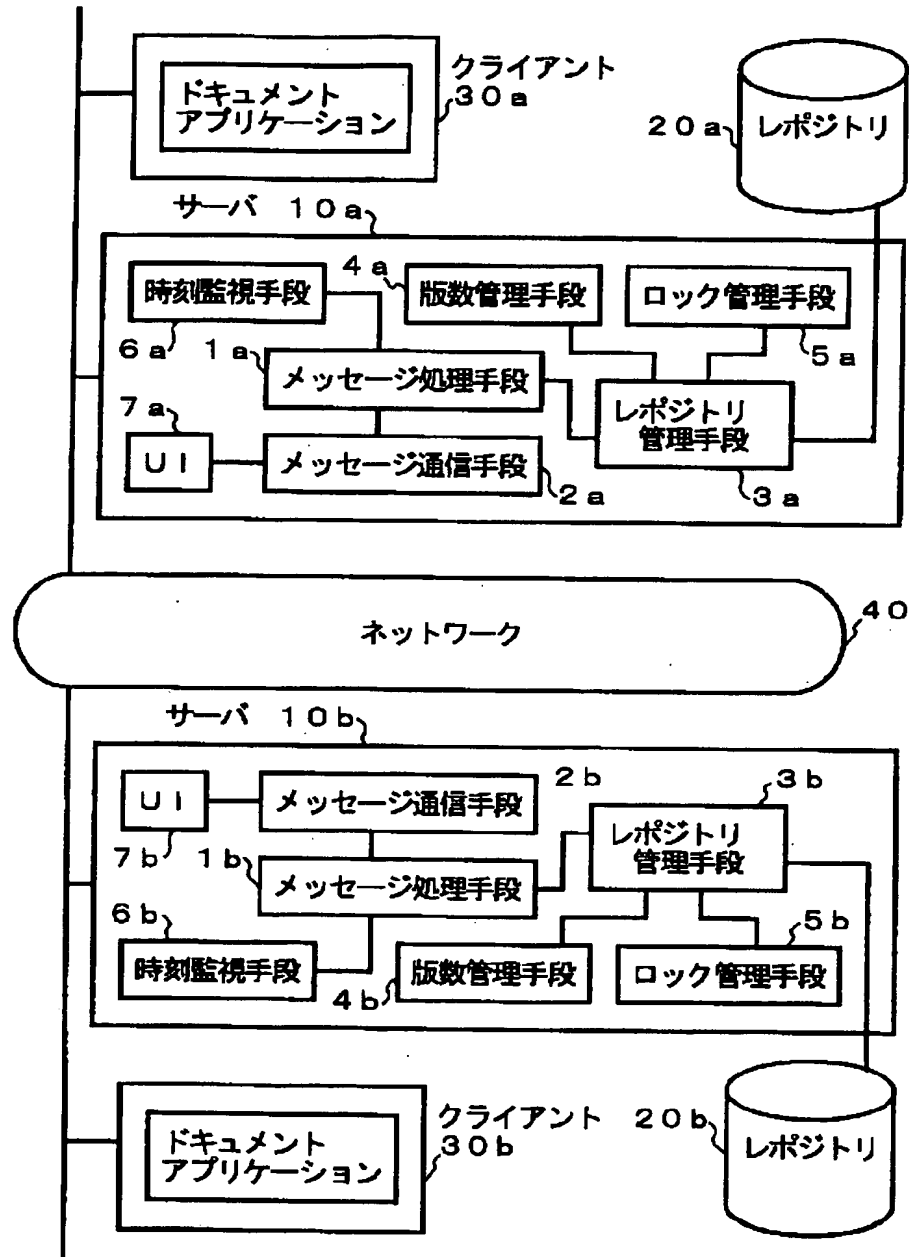 ドキュメント
アプリケーション
クライアント
30a
20a
レポジトリ
サーバ 10a
時刻監視手段
6a
4a
版数管理手段
ロック管理手段
5a
1a
メッセージ処理手段
レポジトリ
管理手段
3a
7a
UI
メッセージ通信手段
2a
ネットワーク
40
サーバ 10b
UI
7b
メッセージ通信手段
2b
3b
レポジトリ
管理手段
1b
メッセージ処理手段
6b
時刻監視手段
4b
版数管理手段
5b
ロック管理手段
ドキュメント
アプリケーション
クライアント
30b
20b
レポジトリ